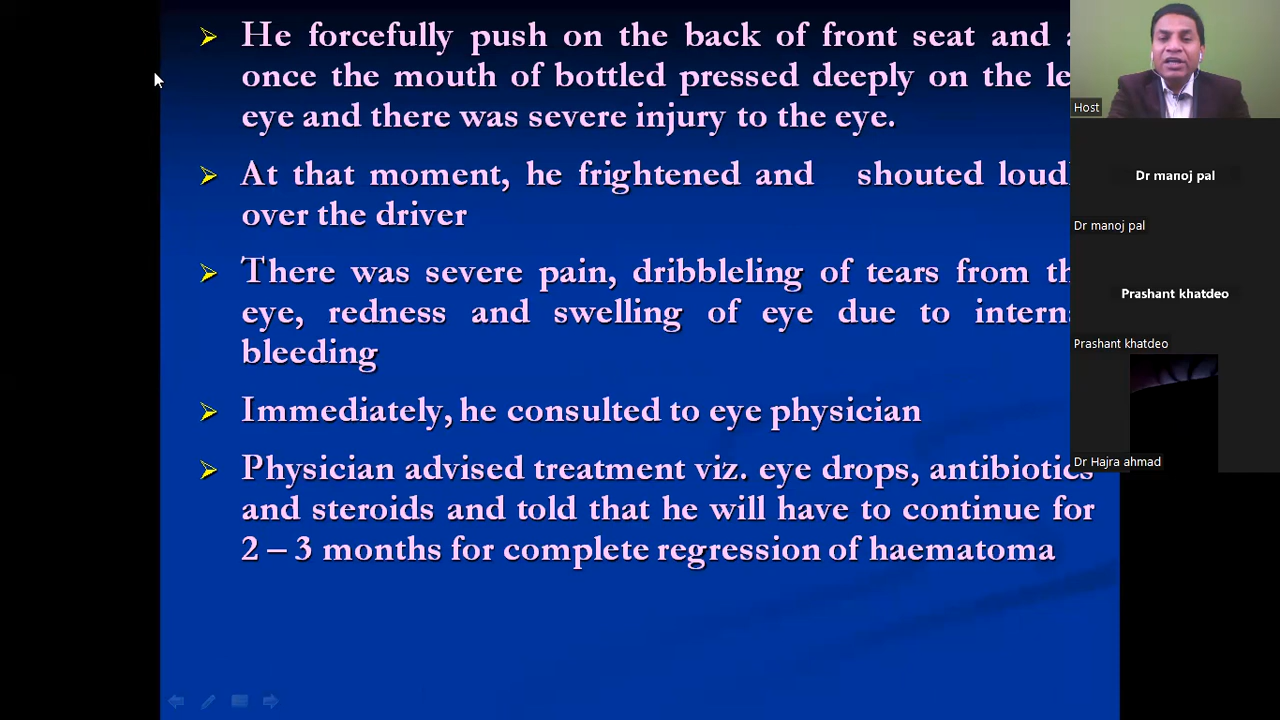 He forcefully push on the back of front seat and
once the mouth of bottled pressed deeply on the
eye and there was severe injury to the eye.
At that moment, he frightened and shouted
over the driver
There was severe pain, dribbleling of tears from
eye, redness and swelling of eye due to
bleeding
Immediately, he consulted to eye physician
Physician advised treatment viz. eye drops, antibiotics
and steroids and told that he will have to continue for
2 – 3 months for complete regression of haematoma
Host
Dr manoj pal
Dr manoj pal
Prashant khatdeo
Prashant khatdeo
Dr Hajra ahmad